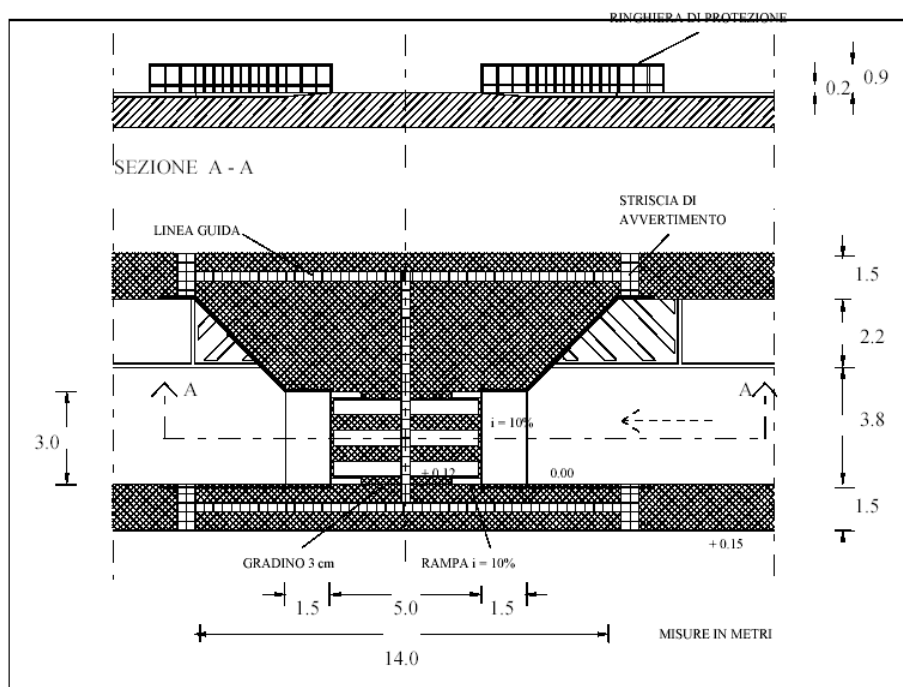 RINGHIERA DI PROTEZIONE
0.2
0.9
SEZIONE A - A
STRISCIA DI
AVVERTIMENTO
LINEA GUIDA
1.5
2.2
A
A
3.8
3.0
i = 10%
+ 0.12
0.00
1.5
+ 0.15
GRADINO 3 cm
RAMPA i = 10%
1.5
5.0
1.5
MISURE IN METRI
14.0